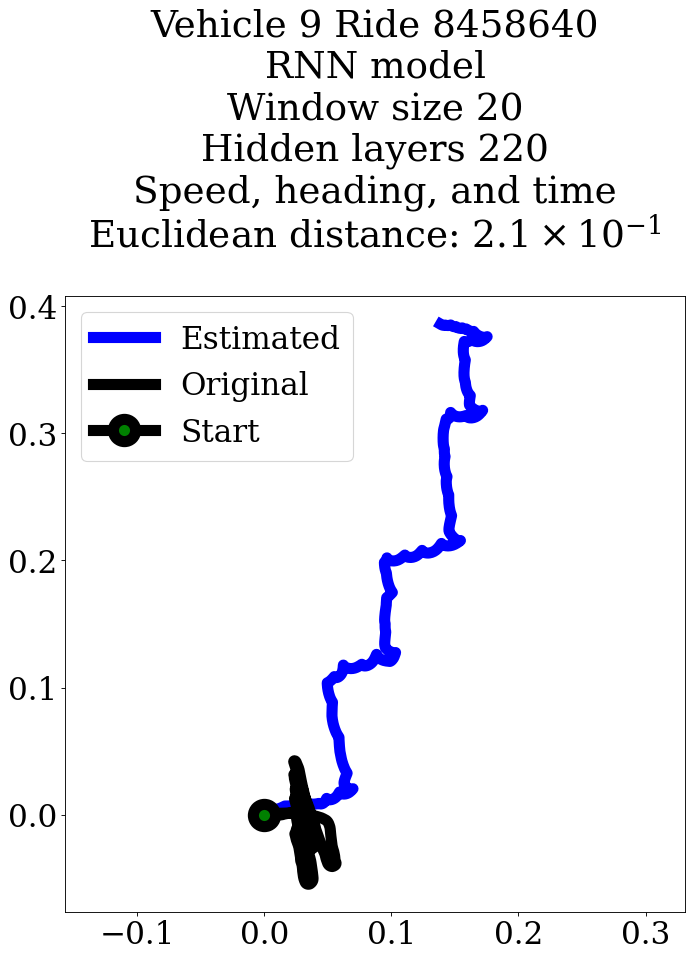 Vehicle 9 Ride 8458640
RNN model
Window size 20
Hidden layers 220
Speed, heading, and time
Euclidean distance: 2.1 × 10⁻¹
Estimated
Original
Start
0.4
0.3
0.2
0.1
0.0
−0.1 0.0 0.1 0.2 0.3